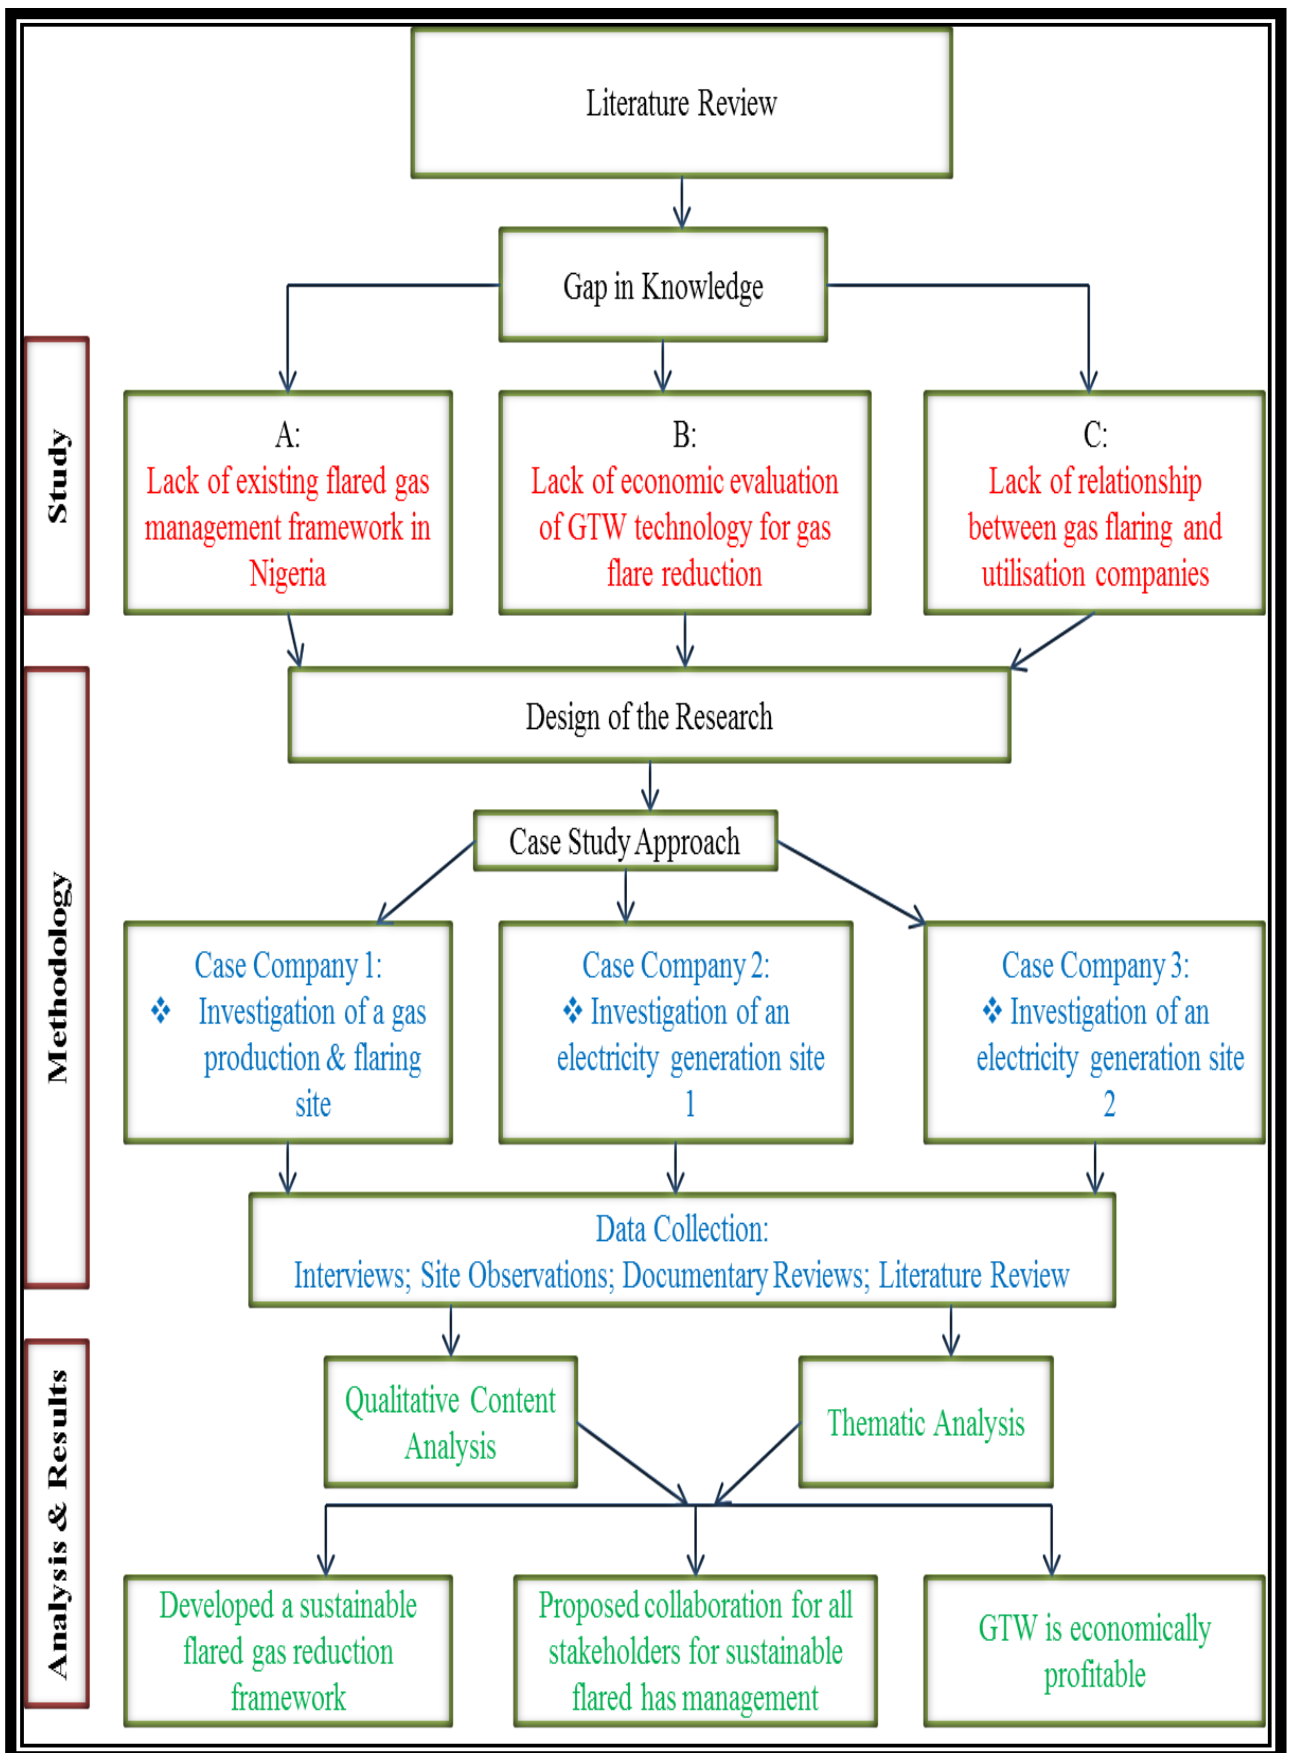 Literature Review
Gap in Knowledge
Study
A:
Lack of existing flared gas
management framework in
Nigeria
B:
Lack of economic evaluation
of GTW technology for gas
flare reduction
C:
Lack of relationship
between gas flaring and
utilisation companies
Methodology
Design of the Research
Case Study Approach
Case Company 1:
❖ Investigation of a gas
production & flaring
site
Case Company 2:
❖ Investigation of an
electricity generation site
1
Case Company 3:
❖ Investigation of an
electricity generation site
2
Data Collection:
Interviews; Site Observations; Documentary Reviews; Literature Review
Analysis & Results
Qualitative Content
Analysis
Thematic Analysis
Developed a sustainable
flared gas reduction
framework
Proposed collaboration for all
stakeholders for sustainable
flared has management
GTW is economically
profitable